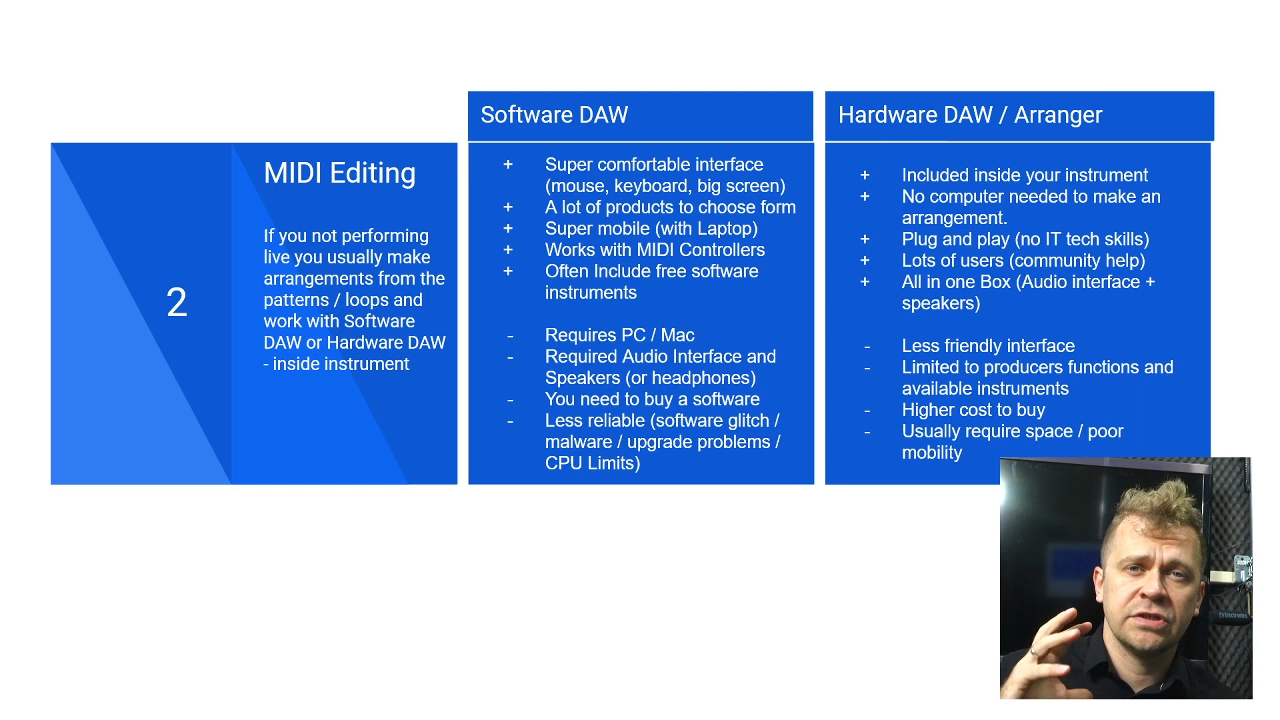 2
MIDI Editing
If you not performing
live you usually make
arrangements from the
patterns / loops and
work with Software
DAW or Hardware DAW
- inside instrument
Software DAW
+ Super comfortable interface
(mouse, keyboard, big screen)
+ A lot of products to choose form
+ Super mobile (with Laptop)
+ Works with MIDI Controllers
+ Often Include free software
instruments
- Requires PC / Mac
- Required Audio Interface and
Speakers (or headphones)
- You need to buy a software
- Less reliable (software glitch /
malware / upgrade problems /
CPU Limits)
Hardware DAW / Arranger
+ Included inside your instrument
+ No computer needed to make an
arrangement.
+ Plug and play (no IT tech skills)
+ Lots of users (community help)
+ All in one Box (Audio interface +
speakers)
- Less friendly interface
- Limited to producers functions and
available instruments
- Higher cost to buy
- Usually require space / poor
mobility